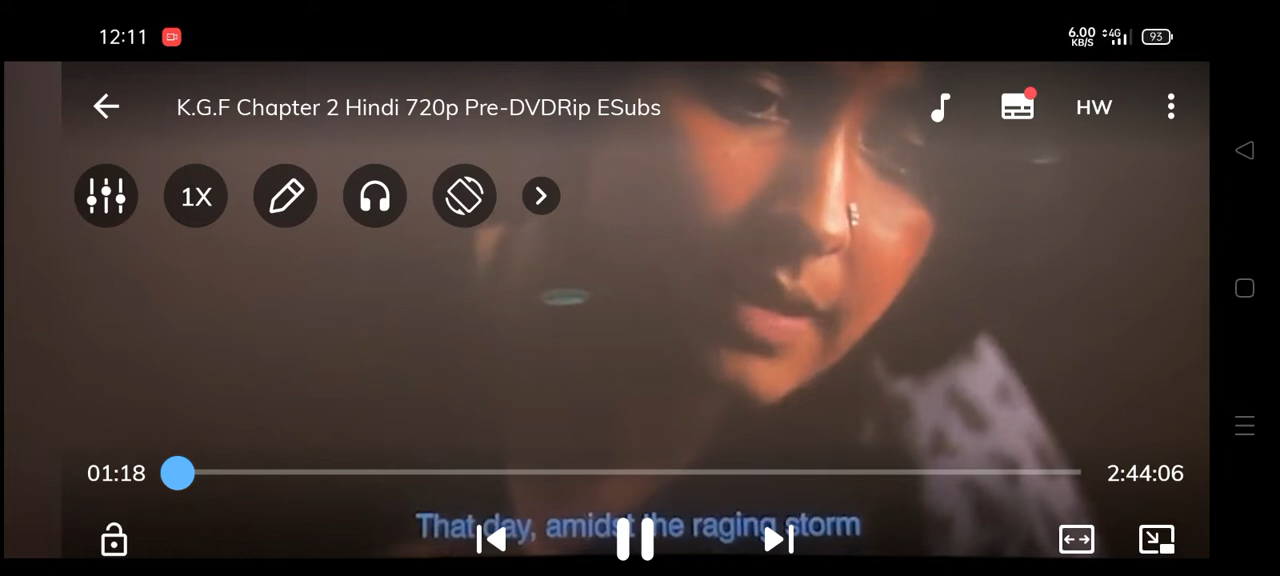 12:11
6.00 KB/S 4G 93
K.G.F Chapter 2 Hindi 720p Pre-DVDRip ESubs
HW
1X
01:18
2:44:06
That day, amidst the raging storm